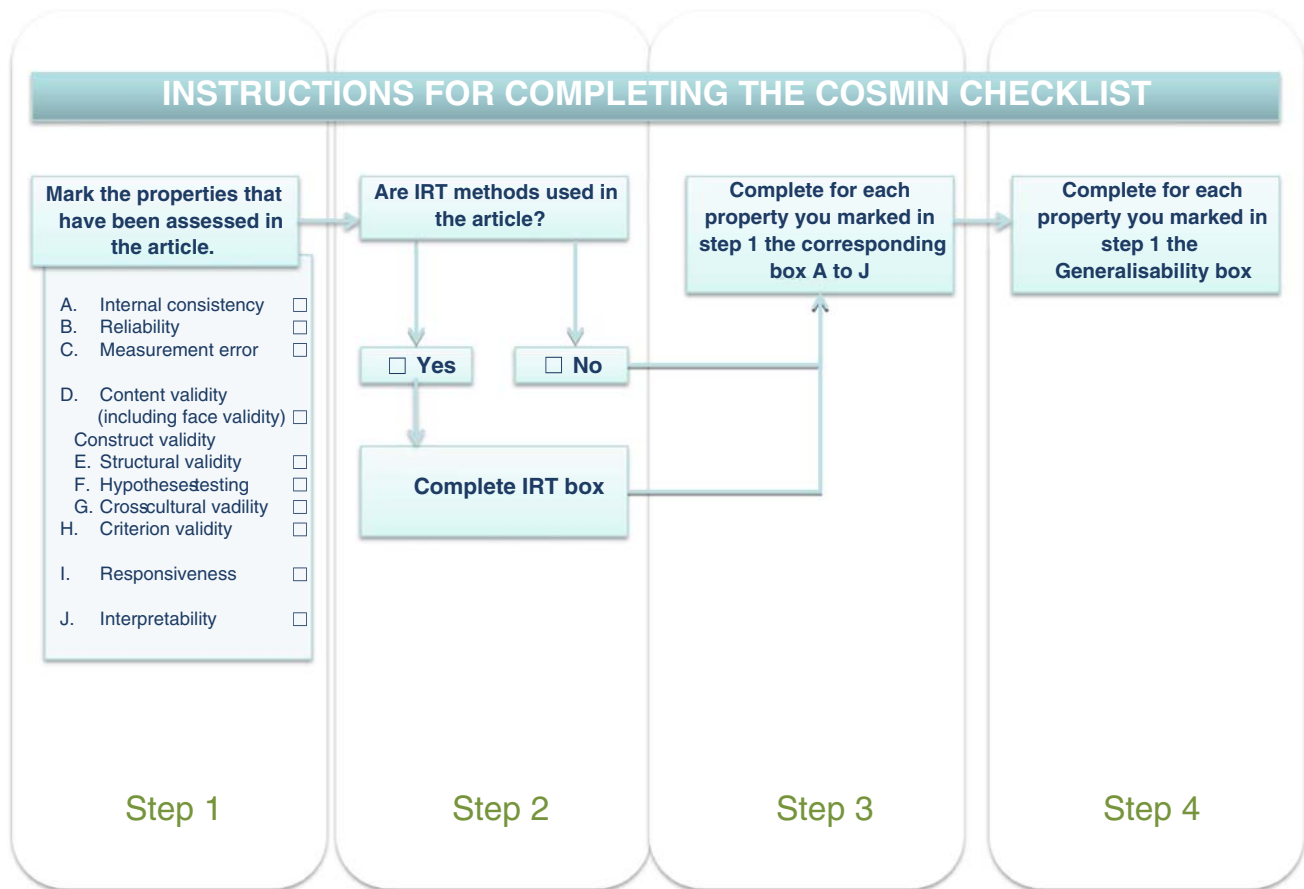 INSTRUCTIONS FOR COMPLETING THE COSMIN CHECKLIST
Mark the properties that
have been assessed in
the article.
A. Internal consistency □
B. Reliability □
C. Measurement error □
D. Content validity
(including face validity) □
Construct validity
E. Structural validity □
F. Hypothesestesting □
G. Crosscultural vadility □
H. Criterion validity □
I. Responsiveness □
J. Interpretability □
Step 1
Are IRT methods used in
the article?
□ Yes
□ No
Complete IRT box
Step 2
Complete for each
property you marked in
step 1 the corresponding
box A to J
Step 3
Complete for each
property you marked in
step 1 the
Generalisability box
Step 4